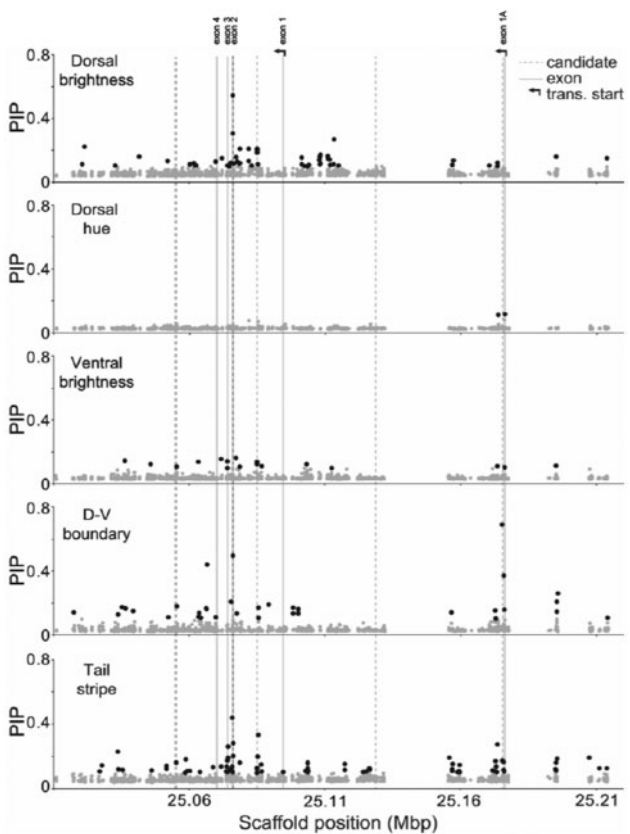 exon 4
exon 3
exon 2
exon 1
exon 1A
candidate
exon
trans. start
0.8
Dorsal
brightness
PIP
0.4
0
0.8
Dorsal
hue
PIP
0.4
0
0.8
Ventral
brightness
PIP
0.4
0
0.8
D-V
boundary
PIP
0.4
0
0.8
Tail
stripe
PIP
0.4
0
25.06 25.11 25.16 25.21
Scaffold position (Mbp)